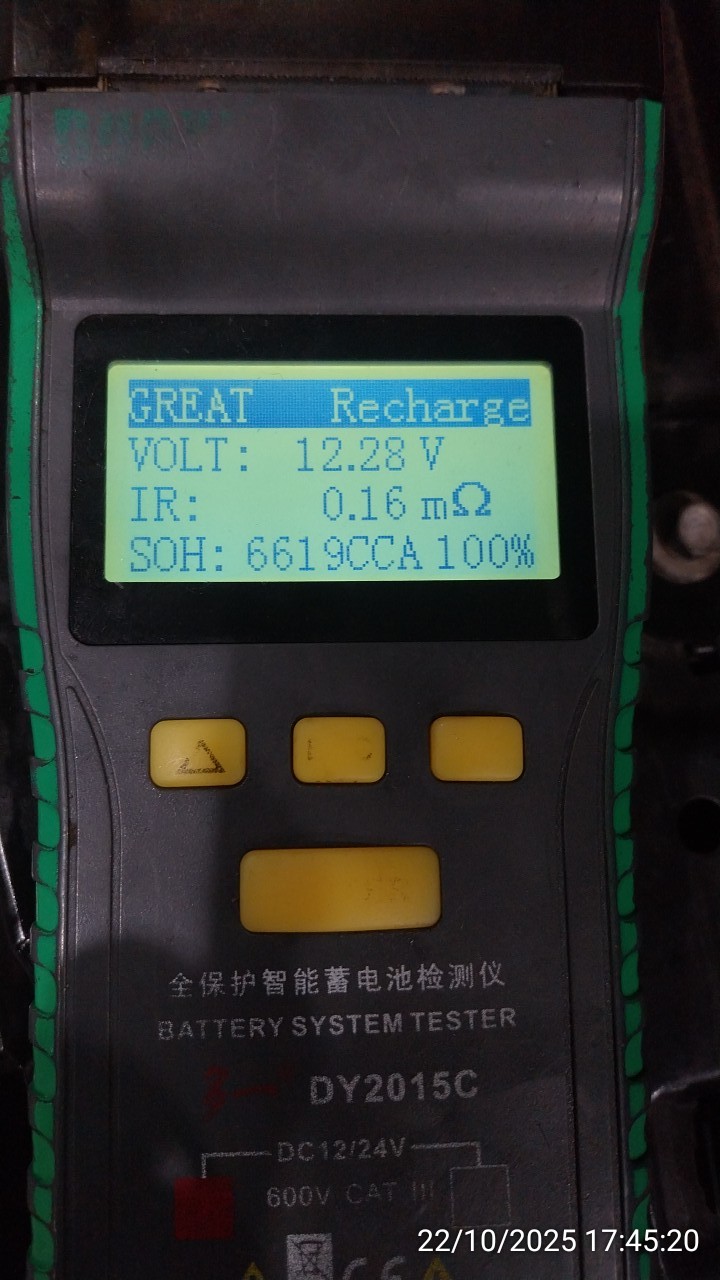 GREAT Recharge
VOLT: 12.28 V
IR: 0.16 mΩ
SOH: 6619CCA 100%
全保护智能蓄电池检测仪
BATTERY SYSTEM TESTER
DY2015C
DC12/24V
600V CAT III
22/10/2025 17:45:20